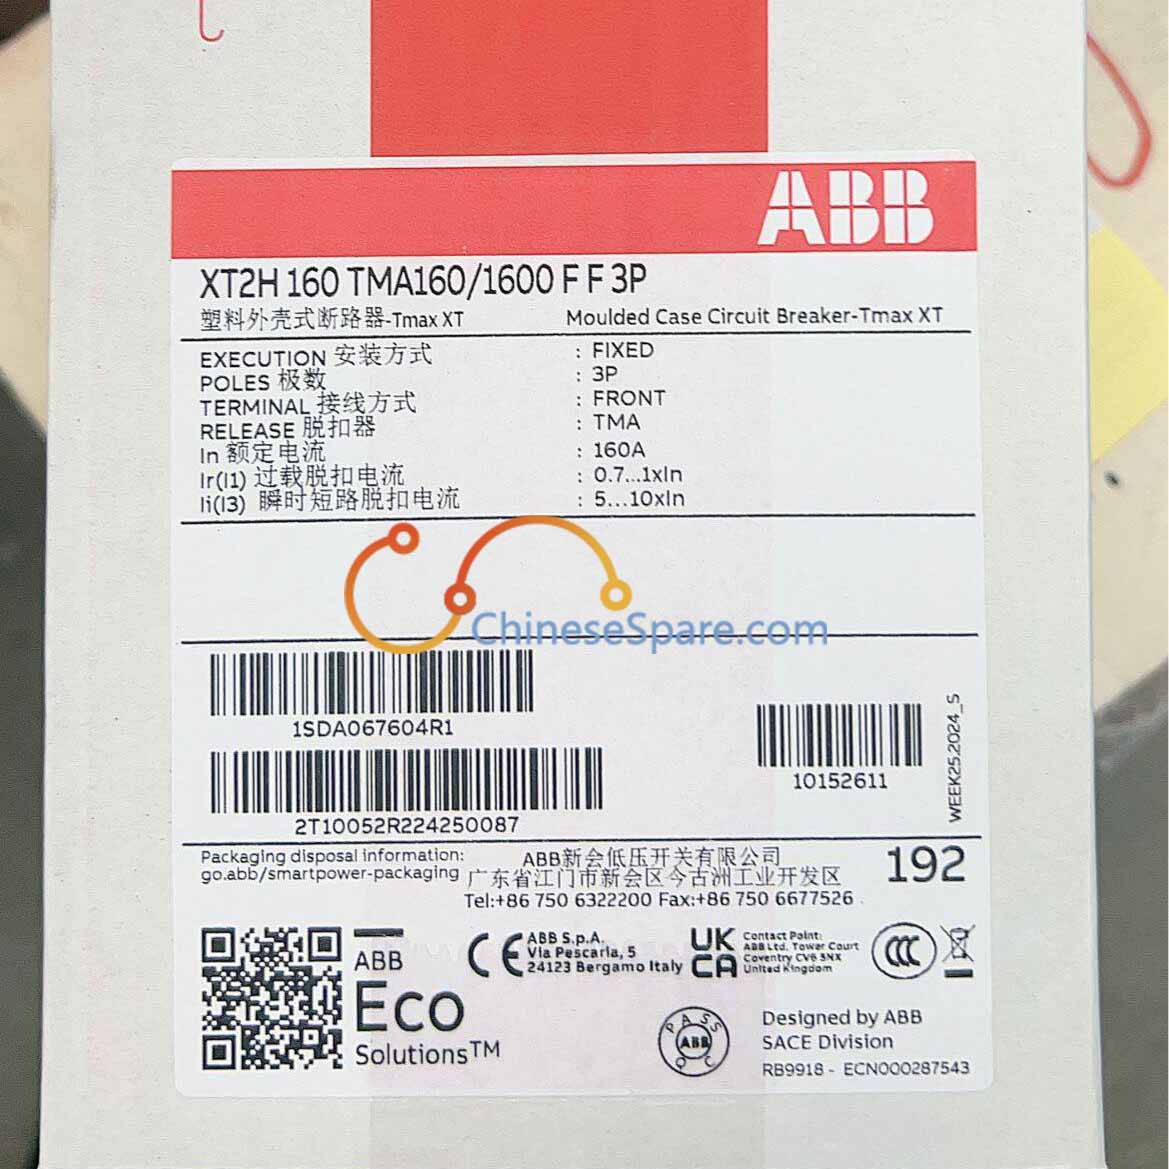 ABB
XT2H 160 TMA160/1600 F F 3P
塑料外壳式断路器-Tmax XT Moulded Case Circuit Breaker-Tmax XT
EXECUTION 安装方式 : FIXED
POLES 极数 : 3P
TERMINAL 接线方式 : FRONT
RELEASE 脱扣器 : TMA
In 额定电流 : 160A
Ir(I1) 过载脱扣电流 : 0.7...1xIn
Ii(I3) 瞬时短路脱扣电流 : 5...10xIn
ChineseSpare.com
1SDA067604R1
2T10052R224250087
10152611
WEEK25.2024_S
Packaging disposal information:
go.abb/smartpower-packaging
ABB新会低压开关有限公司
广东省江门市新会区今古洲工业开发区
Tel:+86 750 6322200 Fax:+86 750 6677526
192
ABB
Eco
Solutions™
CE
ABB S.p.A.
Via Pescaria, 5
24123 Bergamo Italy
UK
CA
Contact Point:
ABB Ltd. Tower Court
Coventry CV6 5NX
United Kingdom
CCC
PASS
ABB
QC
Designed by ABB
SACE Division
RB9918 - ECN000287543